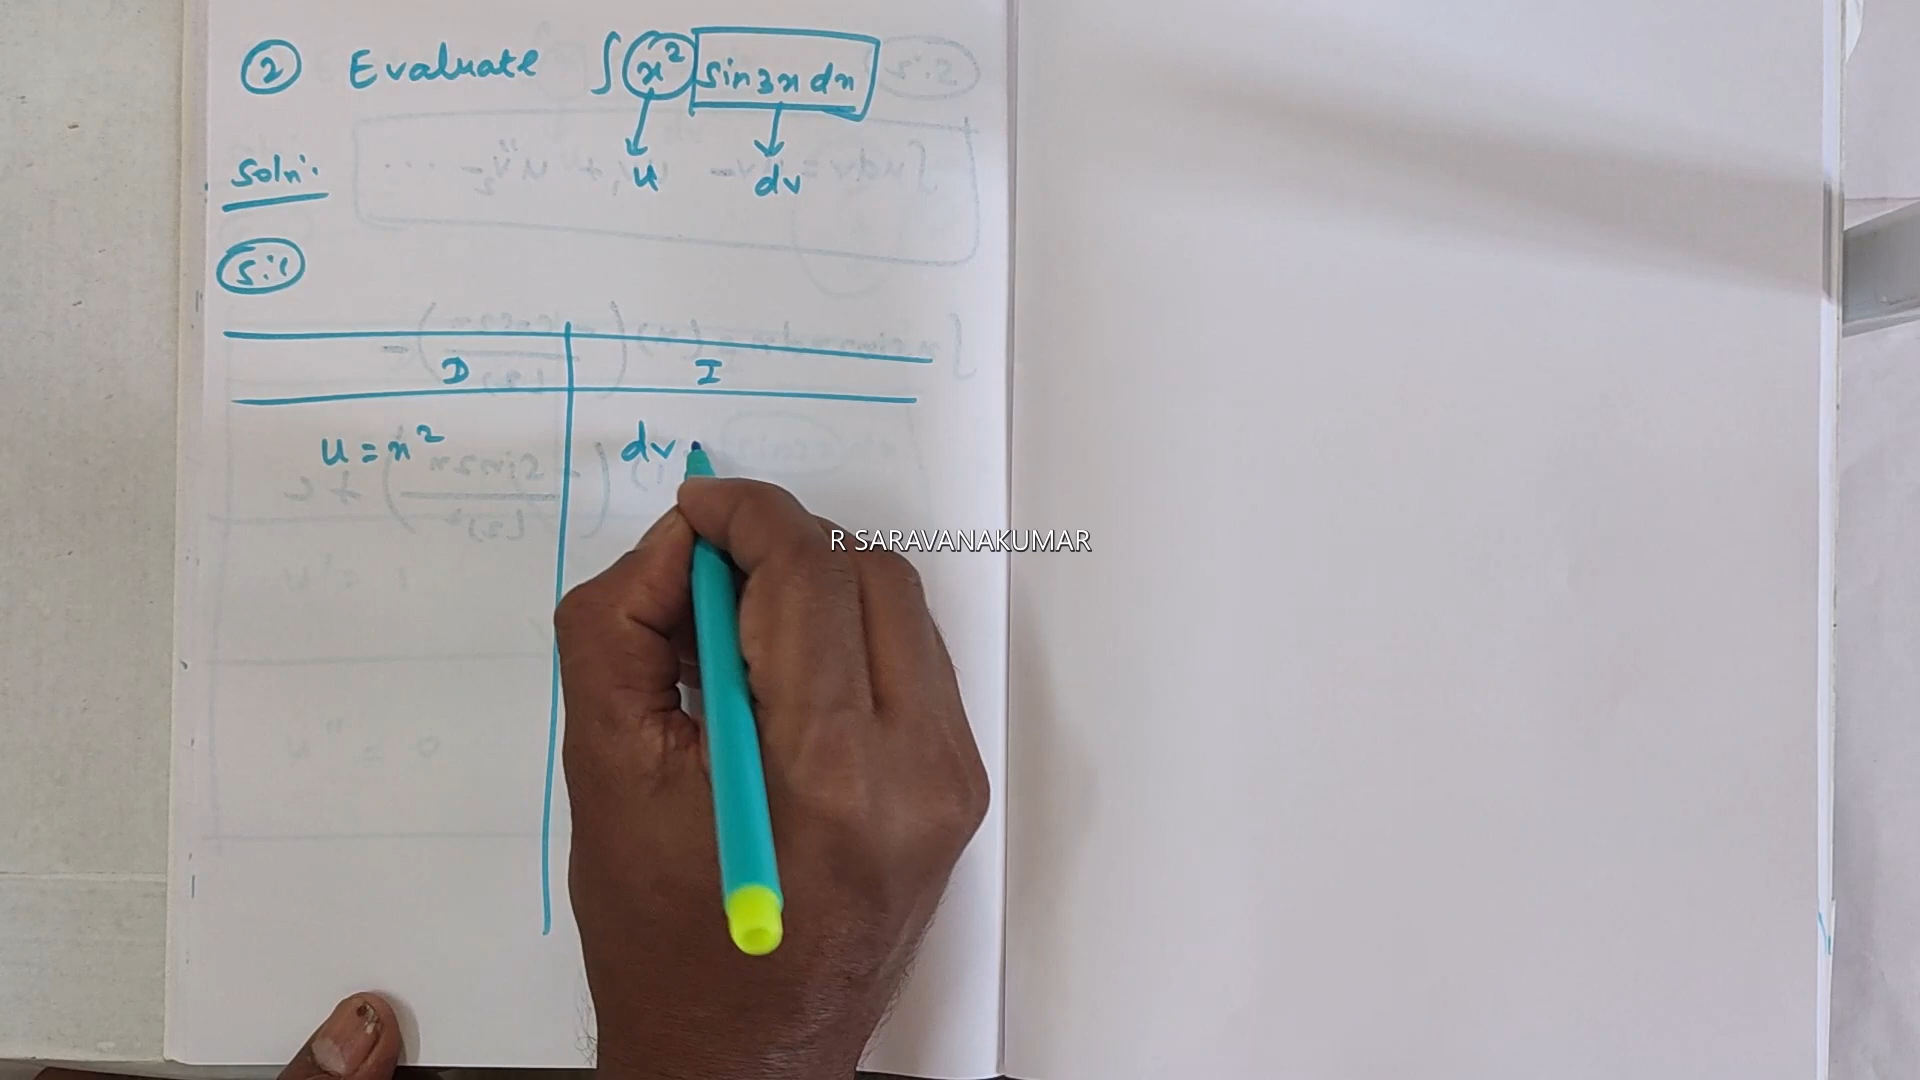 ② Evaluate ∫ x² sin3x dx
u dv
Soln:
S:1
D I
u = x² dv
R SARAVANAKUMAR